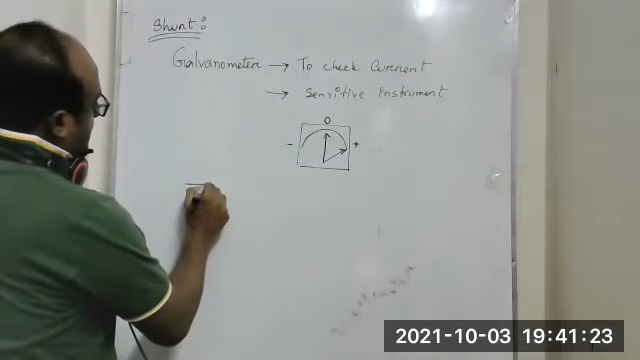 Shunt:
Galvanometer → To check Current
→ Sensitive Instrument
0
- +
2021-10-03 19:41:23